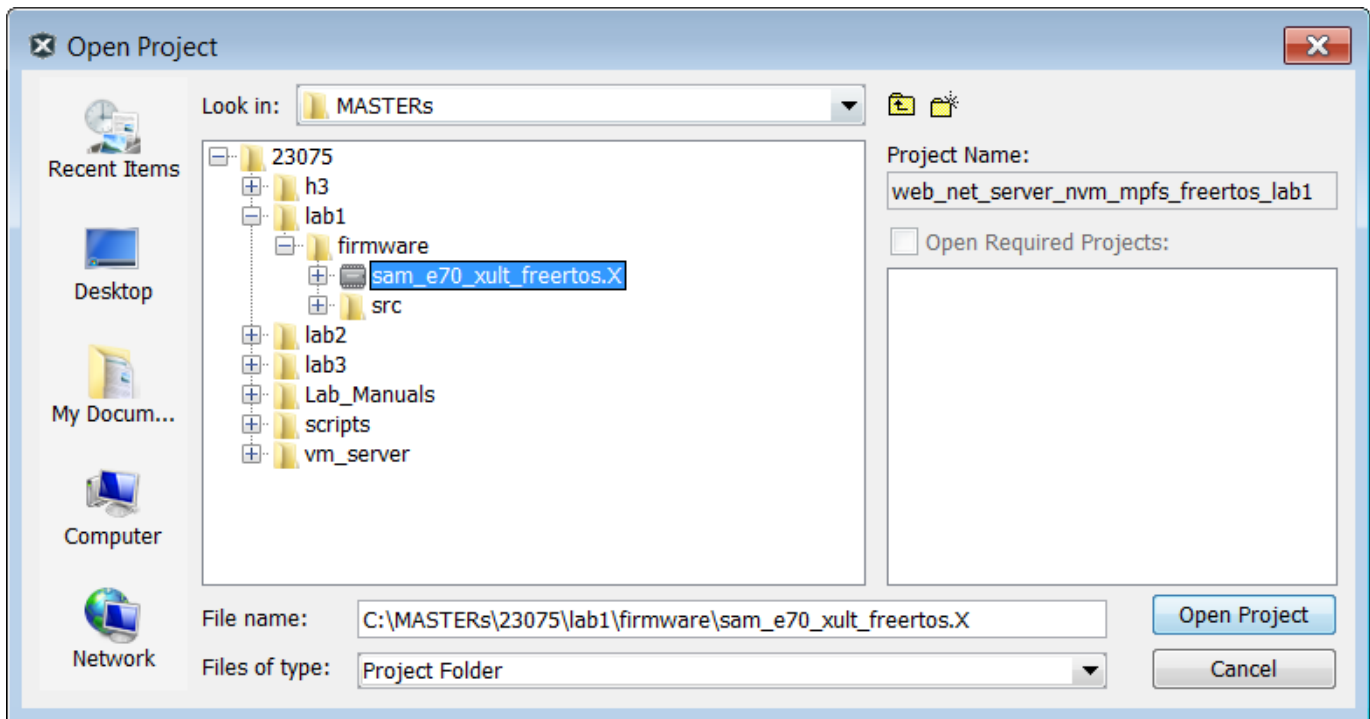 Open Project
Look in: MASTERs
Recent Items
Desktop
My Docum...
Computer
Network
23075
h3
lab1
firmware
sam_e70_xult_freertos.X
src
lab2
lab3
Lab_Manuals
scripts
vm_server
Project Name:
web_net_server_nvm_mpfs_freertos_lab1
Open Required Projects:
File name: C:\MASTERs\23075\lab1\firmware\sam_e70_xult_freertos.X
Files of type: Project Folder
Open Project
Cancel